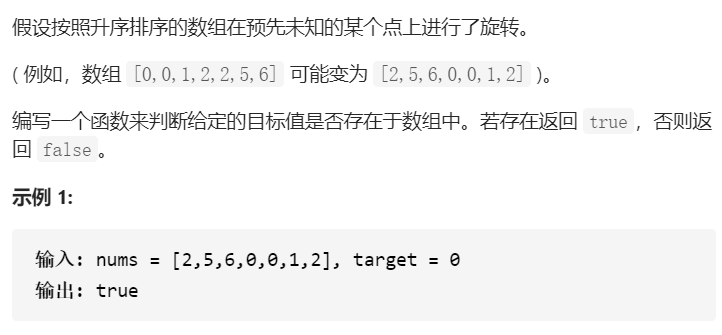 假设按照升序排序的数组在预先未知的某个点上进行了旋转。
( 例如，数组 [0,0,1,2,2,5,6] 可能变为 [2,5,6,0,0,1,2] )。
编写一个函数来判断给定的目标值是否存在于数组中。若存在返回 true，否则返
回 false。
示例 1:
输入: nums = [2,5,6,0,0,1,2], target = 0
输出: true